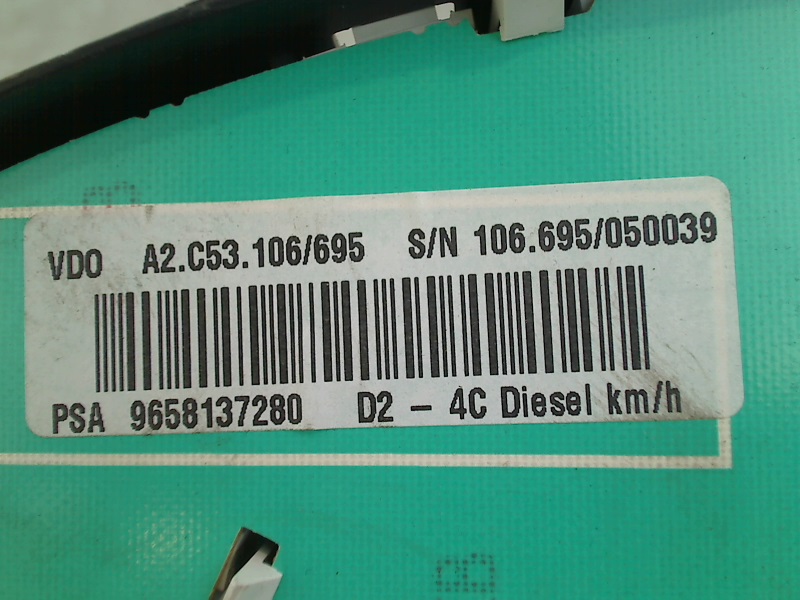 VDO A2.C53.106/695 S/N 106.695/050039
PSA 9658137280 D2 - 4C Diesel km/h